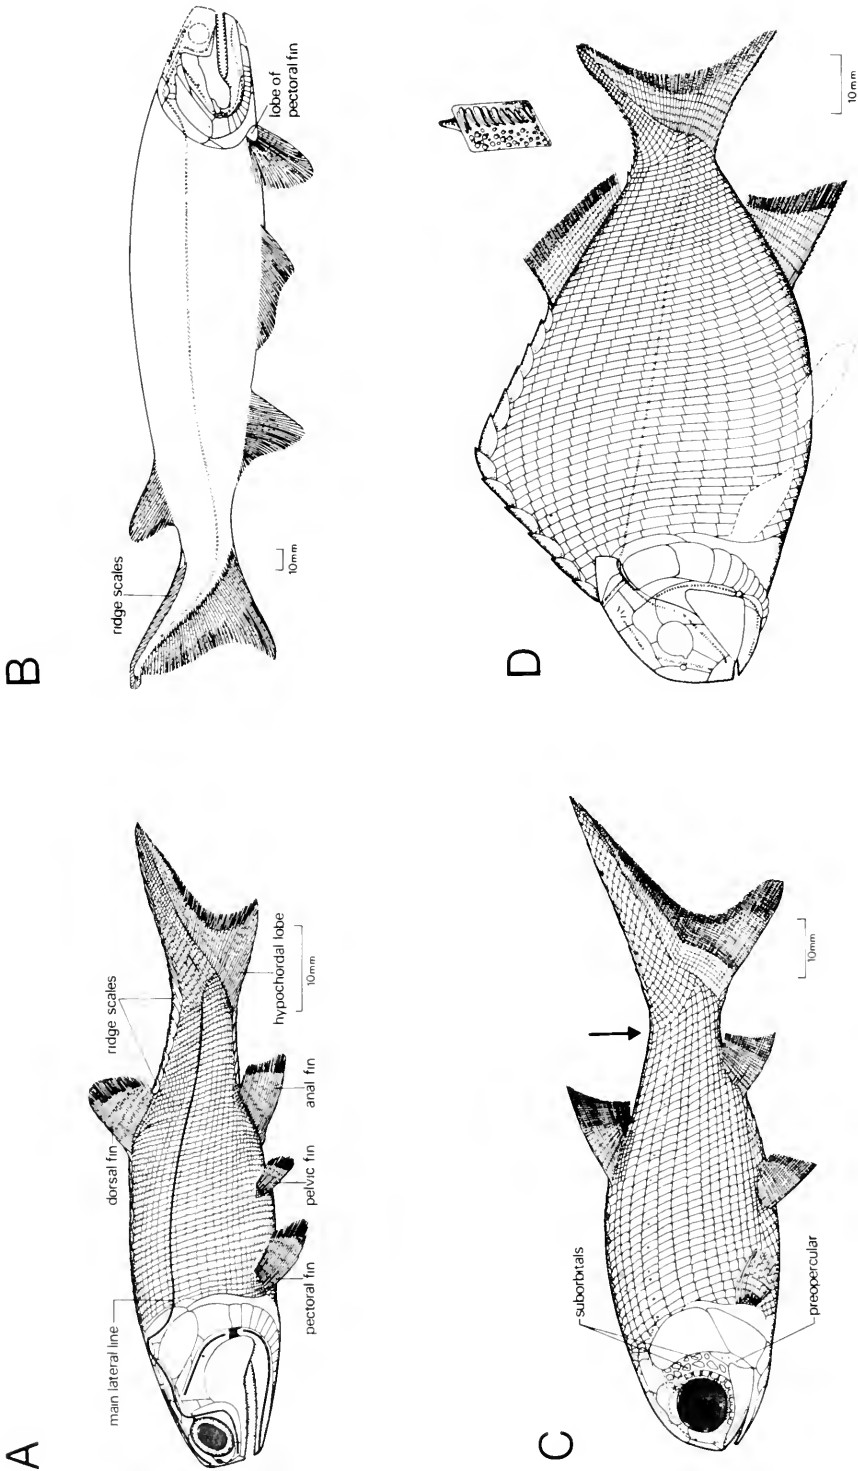 A
main lateral line
dorsal fin
ridge scales
pectoral fin
pelvic fin
anal fin
hypochordal lobe
10mm
B
ridge scales
lobe of
pectoral fin
10mm
C
suborbitals
preopercular
10mm
D
10mm